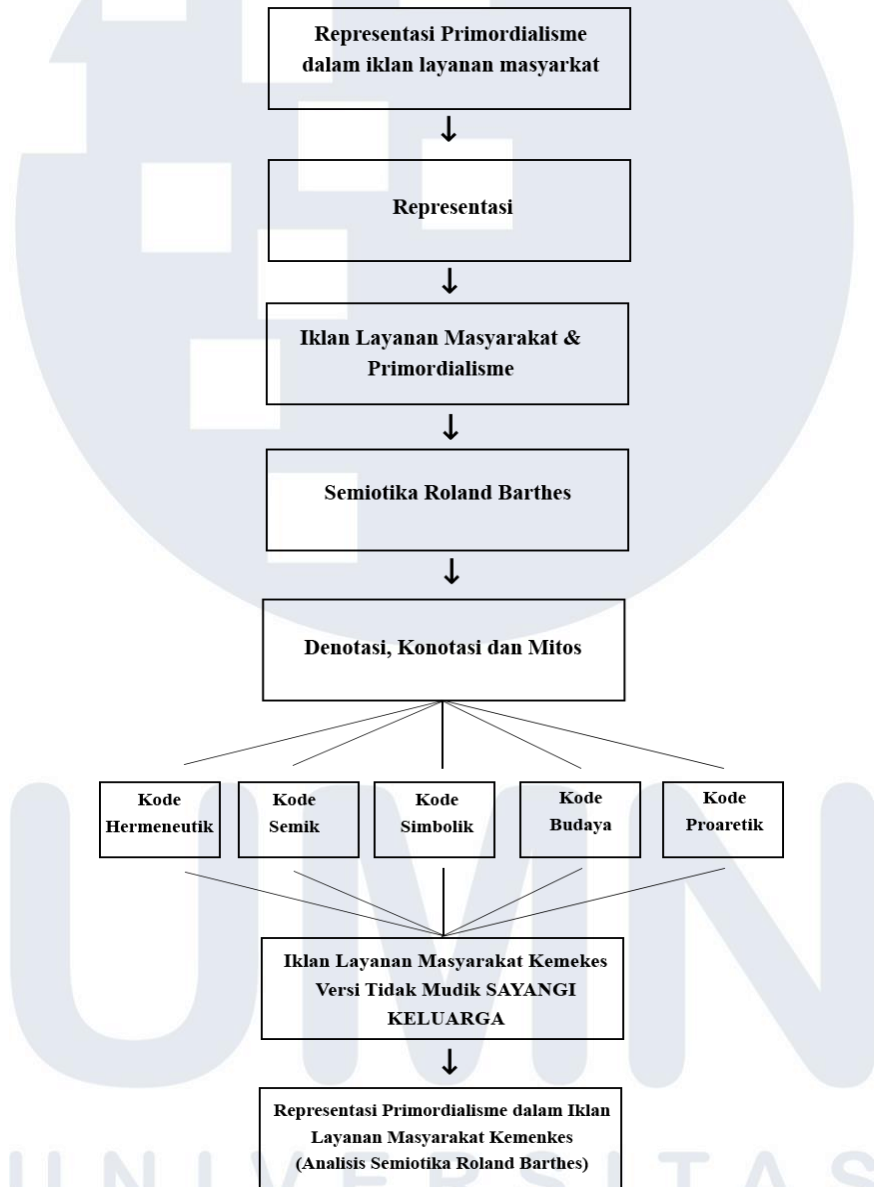 Representasi Primordialisme
dalam iklan layanan masyarkat
Representasi
Iklan Layanan Masyarakat &
Primordialisme
Semiotika Roland Barthes
Denotasi, Konotasi dan Mitos
Kode
Hermeneutik
Kode
Semik
Kode
Simbolik
Kode
Budaya
Kode
Proaretik
Iklan Layanan Masyarakat Kemekes
Versi Tidak Mudik SAYANGI
KELUARGA
Representasi Primordialisme dalam Iklan
Layanan Masyarakat Kemenkes
(Analisis Semiotika Roland Barthes)
UMN
UNIVERSITAS